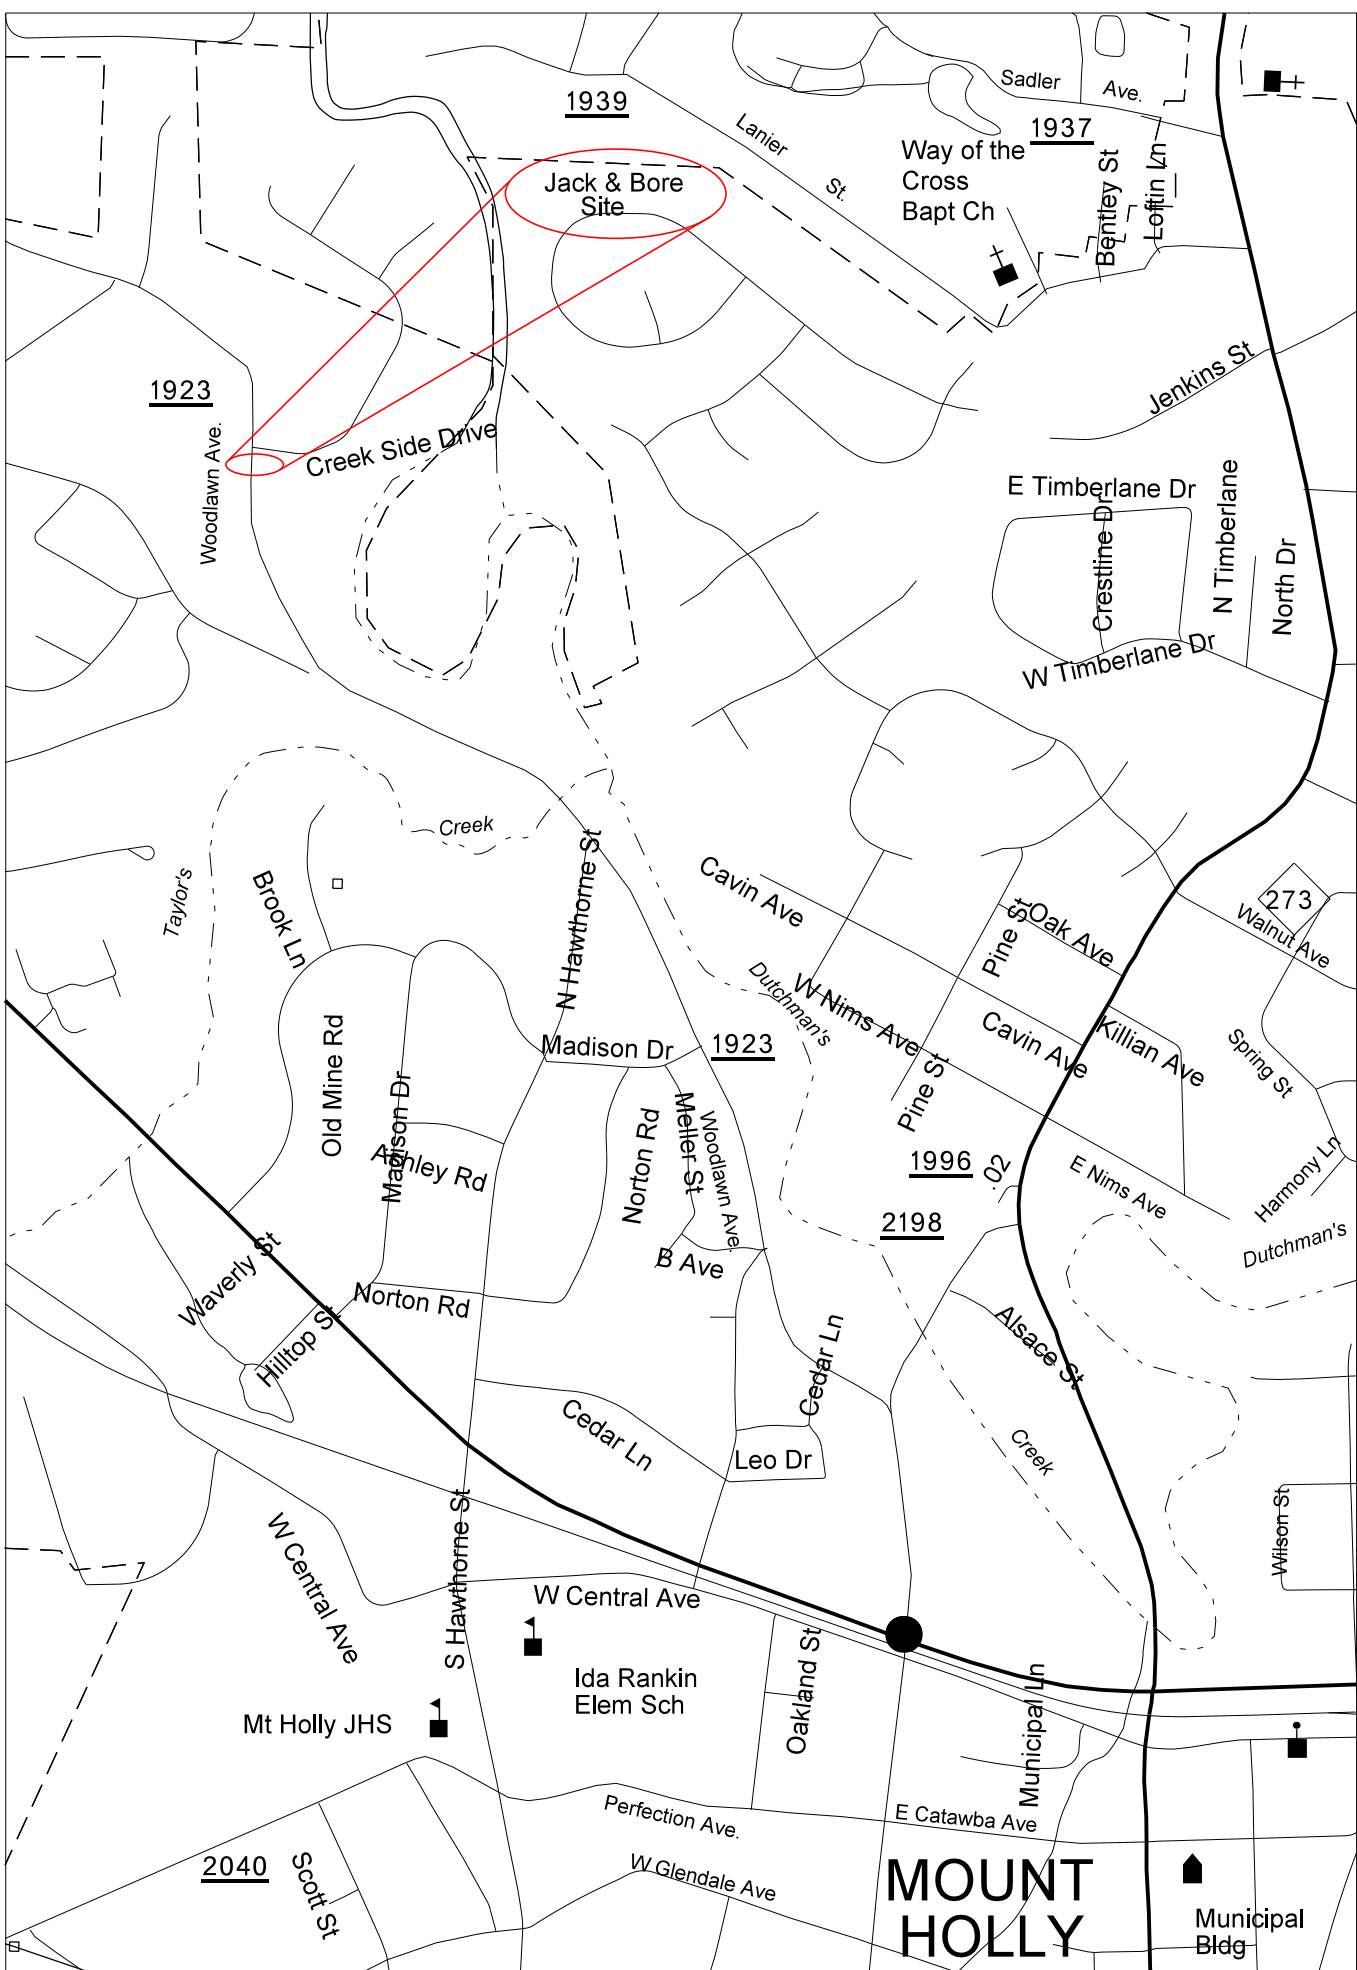 Sadler
Ave.
1939
1937
Lanier
St.
Way of the
Cross
Bapt Ch
Bentley St
Loftin Ln
Jack & Bore
Site
1923
Woodlawn Ave.
Creek Side Drive
Jenkins St
E Timberlane Dr
Crestline Dr
N Timberlane
North Dr
W Timberlane Dr
Creek
Taylor's
Brook Ln
N Hawthorne St
Cavin Ave
Pine St
Oak Ave
273
Walnut Ave
Dutchman's
W Nims Ave
Cavin Ave
Killian Ave
Spring St
Old Mine Rd
Madison Dr
Madison Dr
1923
Ashley Rd
Norton Rd
Meller St
Woodlawn Ave.
Pine St
1996
.02
E Nims Ave
Harmony Ln
2198
Dutchman's
B Ave
Waverly St
Norton Rd
Hilltop St
Alsace St
Cedar Ln
Cedar Ln
Leo Dr
Creek
W Central Ave
S Hawthorne St
Wilson St
W Central Ave
Ida Rankin
Elem Sch
Oakland St
Municipal Ln
Mt Holly JHS
Perfection Ave.
E Catawba Ave
2040
Scott St
W Glendale Ave
MOUNT
HOLLY
Municipal
Bldg